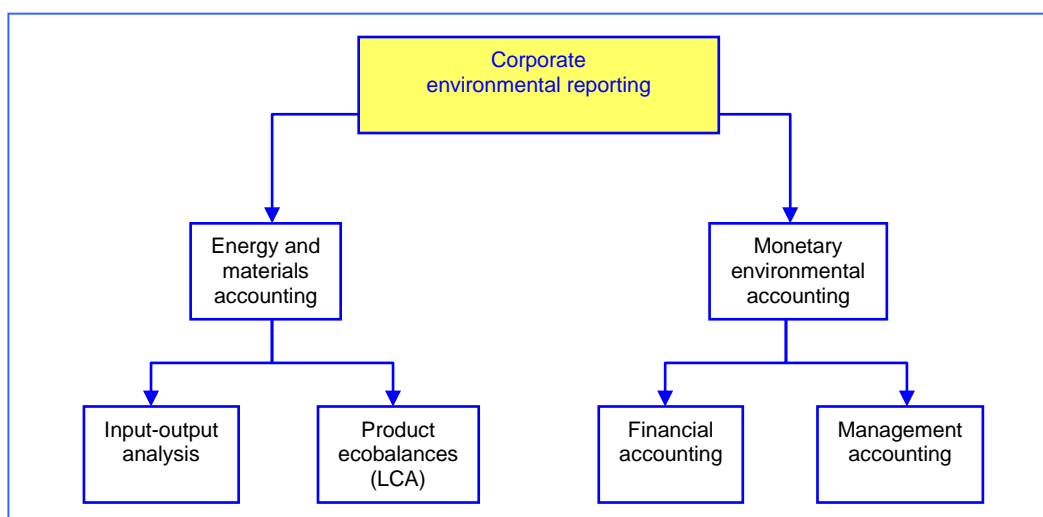 Corporate
environmental reporting
Energy and
materials
accounting
Monetary
environmental
accounting
Input-output
analysis
Product
ecobalances
(LCA)
Financial
accounting
Management
accounting